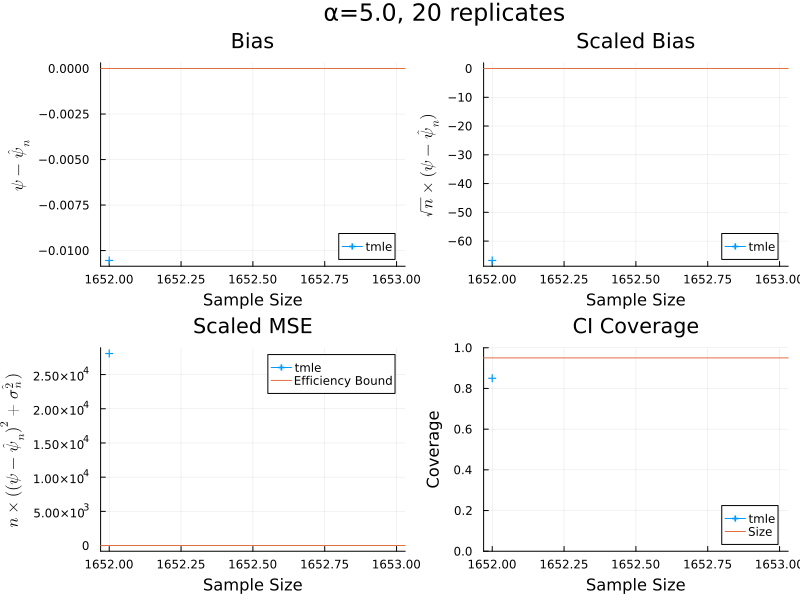 α=5.0, 20 replicates
Bias
ψ − ψ̂ₙ
0.0000
−0.0025
−0.0050
−0.0075
−0.0100
tmle
1652.00 1652.25 1652.50 1652.75 1653.00
Sample Size
Scaled Bias
√n × (ψ − ψ̂ₙ)
0
−10
−20
−30
−40
−50
−60
tmle
1652.00 1652.25 1652.50 1652.75 1653.0
Sample Size
Scaled MSE
n × ((ψ − ψ̂ₙ)² + σ̂ₙ²)
2.50×10⁴
2.00×10⁴
1.50×10⁴
1.00×10⁴
5.00×10³
0
tmle
Efficiency Bound
1652.00 1652.25 1652.50 1652.75 1653.00
Sample Size
CI Coverage
Coverage
1.0
0.8
0.6
0.4
0.2
0.0
tmle
Size
1652.00 1652.25 1652.50 1652.75 1653.0
Sample Size